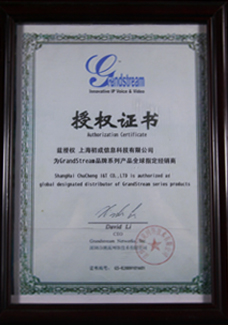 Grandstream
Innovative IP Voice & Video
授权证书
Authorization Certificate
兹授权 上海初成信息科技有限公司
为GrandStream品牌系列产品全球指定经销商
ShangHai ChuChung I&T CO.,LTD is authorized as
global designated distributor of GrandStream series products
David Li
CEO
Grandstream Networks, Inc.